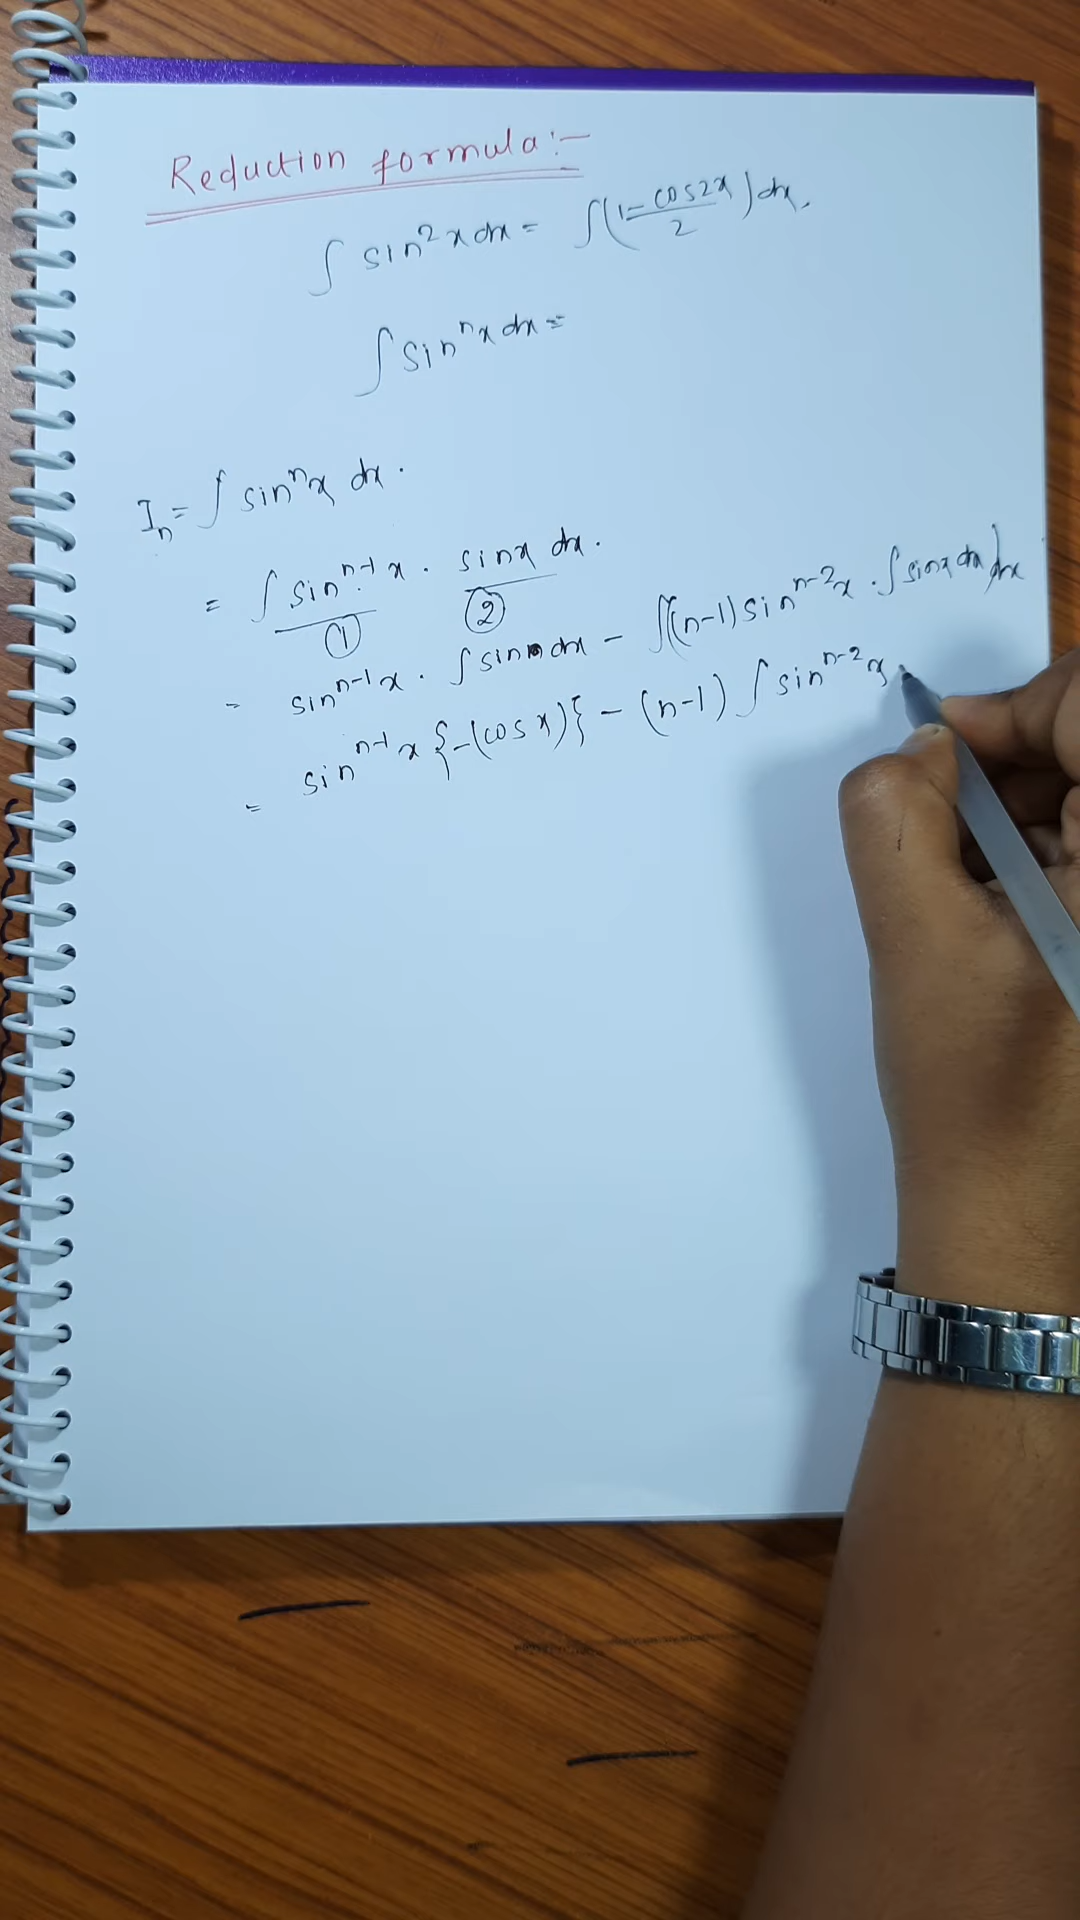 Reduction formula:-
∫ sin²x dx = ∫(1-cos2x/2)dx.
∫ sinⁿx dx =
Iₙ = ∫ sinⁿx dx.
= ∫ sinⁿ⁻¹x . sinx dx.
① ②
= sinⁿ⁻¹x . ∫ sinx dx - ∫((n-1) sinⁿ⁻²x . ∫ sinx dx)dx
= sinⁿ⁻¹x {-(cosx)} - (n-1) ∫ sinⁿ⁻²x .